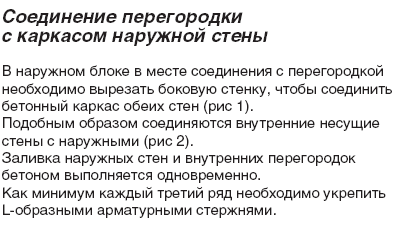 Соединение перегородки
с каркасом наружной стены
В наружном блоке в месте соединения с перегородкой
необходимо вырезать боковую стенку, чтобы соединить
бетонный каркас обеих стен (рис 1).
Подобным образом соединяются внутренние несущие
стены с наружными (рис 2).
Заливка наружных стен и внутренних перегородок
бетоном выполняется одновременно.
Как минимум каждый третий ряд необходимо укрепить
L-образными арматурными стержнями.